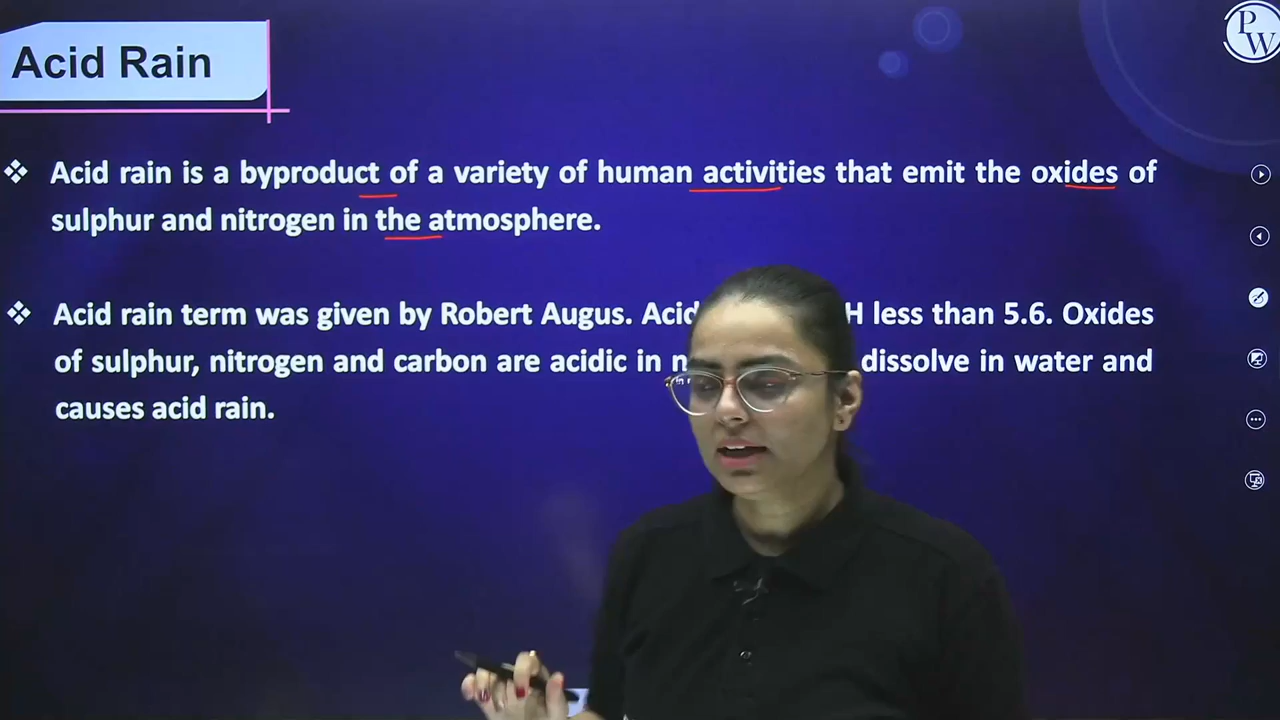 Acid Rain
PW
Acid rain is a byproduct of a variety of human activities that emit the oxides of
sulphur and nitrogen in the atmosphere.
Acid rain term was given by Robert Augus. Acid H less than 5.6. Oxides
of sulphur, nitrogen and carbon are acidic in dissolve in water and
causes acid rain.